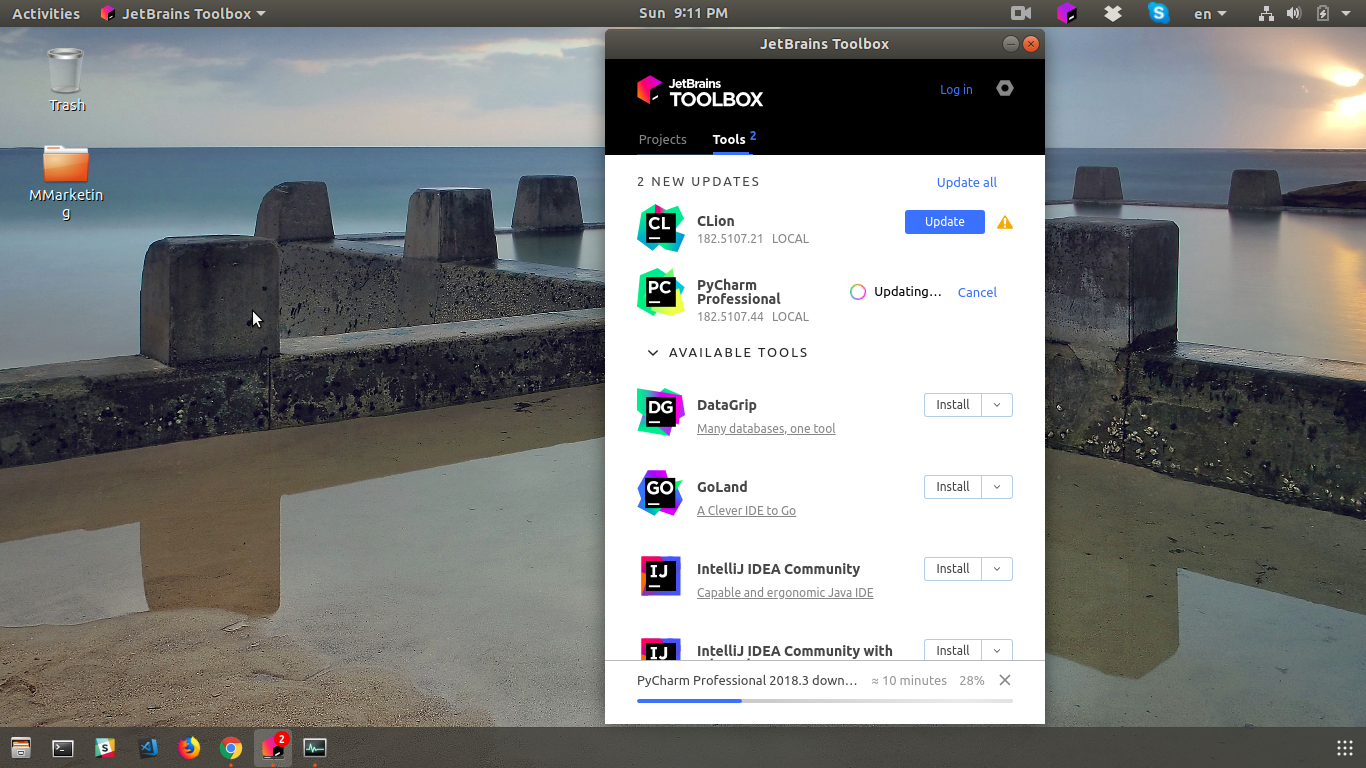 Activities
JetBrains Toolbox
Sun 9:11 PM
en
Trash
MMarketin
g
JetBrains Toolbox
JetBrains
TOOLBOX
Log in
Projects
Tools 2
2 NEW UPDATES
Update all
CL
CLion
182.5107.21 LOCAL
Update
PC
PyCharm
Professional
182.5107.44 LOCAL
Updating...
Cancel
AVAILABLE TOOLS
DG
DataGrip
Many databases, one tool
Install
GO
GoLand
A Clever IDE to Go
Install
IJ
IntelliJ IDEA Community
Capable and ergonomic Java IDE
Install
IJ
IntelliJ IDEA Community with
Install
PyCharm Professional 2018.3 down...
≈ 10 minutes
28%
2